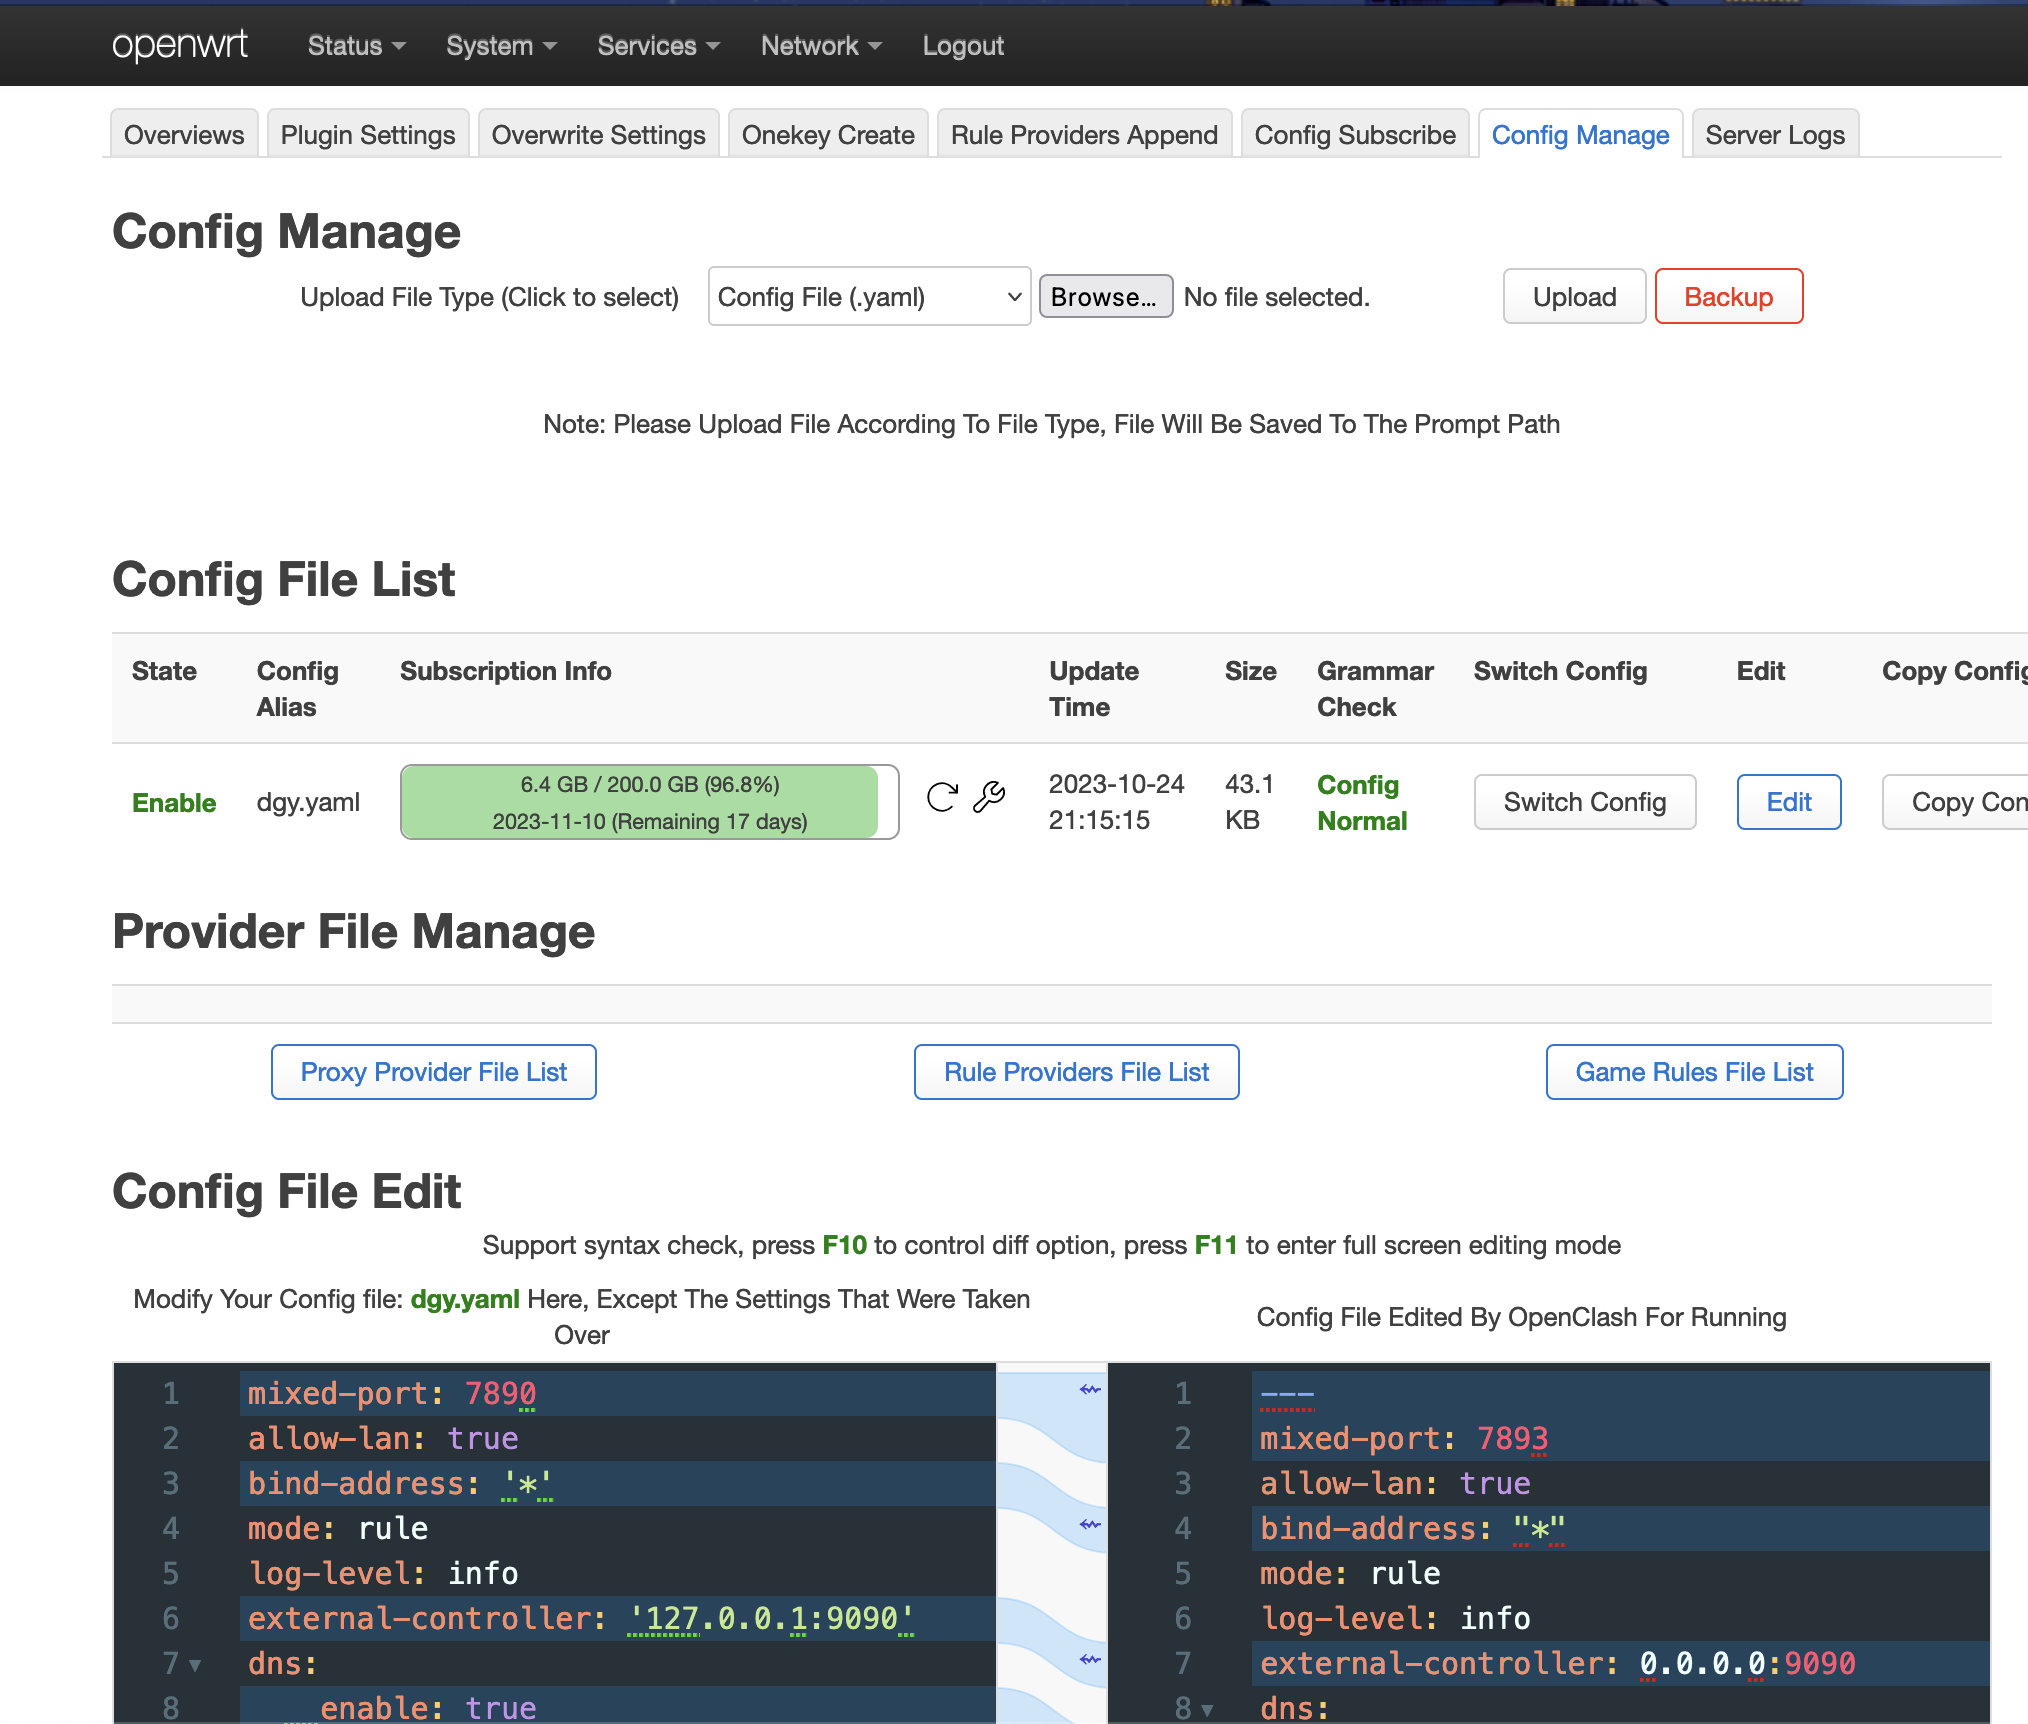 openwrt Status System Services Network Logout
Overviews Plugin Settings Overwrite Settings Onekey Create Rule Providers Append Config Subscribe Config Manage Server Logs
Config Manage
Upload File Type (Click to select) Config File (.yaml) Browse... No file selected. Upload Backup
Note: Please Upload File According To File Type, File Will Be Saved To The Prompt Path
Config File List
State Config Alias Subscription Info Update Time Size Grammar Check Switch Config Edit Copy Config
Enable dgy.yaml 6.4 GB / 200.0 GB (96.8%) 2023-11-10 (Remaining 17 days) 2023-10-24 21:15:15 43.1 KB Config Normal Switch Config Edit Copy Con
Provider File Manage
Proxy Provider File List Rule Providers File List Game Rules File List
Config File Edit
Support syntax check, press F10 to control diff option, press F11 to enter full screen editing mode
Modify Your Config file: dgy.yaml Here, Except The Settings That Were Taken
Over
Config File Edited By OpenClash For Running
1 mixed-port: 7890
2 allow-lan: true
3 bind-address: '*'
4 mode: rule
5 log-level: info
6 external-controller: '127.0.0.1:9090'
7 dns:
8 enable: true
1 ---
2 mixed-port: 7893
3 allow-lan: true
4 bind-address: "*"
5 mode: rule
6 log-level: info
7 external-controller: 0.0.0.0:9090
8 dns: